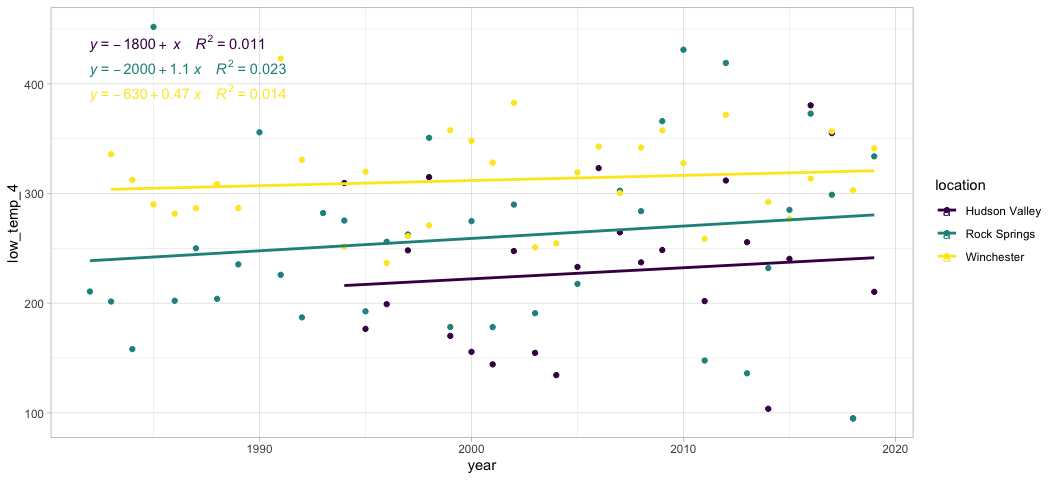 y = − 1800 + x R² = 0.011
y = − 2000 + 1.1 x R² = 0.023
y = − 630 + 0.47 x R² = 0.014
400
300
200
100
low_temp_4
1990
2000
2010
2020
year
location
a Hudson Valley
a Rock Springs
a Winchester